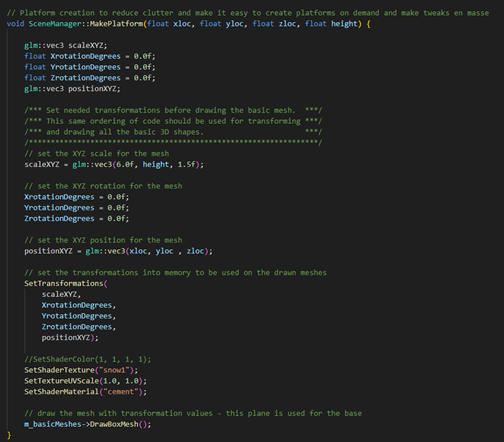 // Platform creation to reduce clutter and make it easy to create platforms on demand and make tweaks en masse
void SceneManager::MakePlatform(float xloc, float yloc, float zloc, float height) {
glm::vec3 scaleXYZ;
float XrotationDegrees = 0.0f;
float YrotationDegrees = 0.0f;
float ZrotationDegrees = 0.0f;
glm::vec3 positionXYZ;
/*** Set needed transformations before drawing the basic mesh.  ***/
/*** This same ordering of code should be used for transforming ***/
/*** and drawing all the basic 3D shapes.                       ***/
/******************************************************************/
// set the XYZ scale for the mesh
scaleXYZ = glm::vec3(6.0f, height, 1.5f);
// set the XYZ rotation for the mesh
XrotationDegrees = 0.0f;
YrotationDegrees = 0.0f;
ZrotationDegrees = 0.0f;
// set the XYZ position for the mesh
positionXYZ = glm::vec3(xloc, yloc , zloc);
// set the transformations into memory to be used on the drawn meshes
SetTransformations(
scaleXYZ,
XrotationDegrees,
YrotationDegrees,
ZrotationDegrees,
positionXYZ);
//SetShaderColor(1, 1, 1, 1);
SetShaderTexture("snow1");
SetTextureUVScale(1.0, 1.0);
SetShaderMaterial("cement");
// draw the mesh with transformation values - this plane is used for the base
m_basicMeshes->DrawBoxMesh();
}